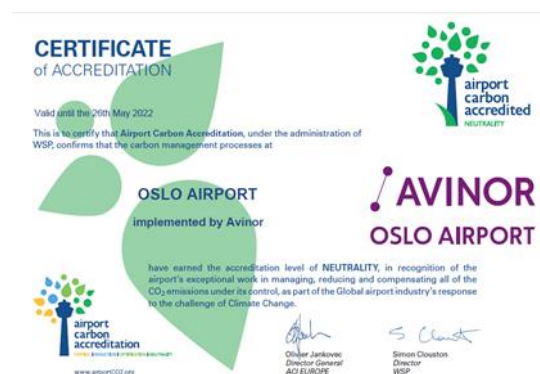 CERTIFICATE
of ACCREDITATION
airport
carbon
accredited
NEUTRALITY
Valid until the 26th May 2022
This is to certify that Airport Carbon Accreditation, under the administration of
WSP, confirms that the carbon management processes at
OSLO AIRPORT
implemented by Avinor
AVINOR
OSLO AIRPORT
have earned the accreditation level of NEUTRALITY, in recognition of the
airport's exceptional work in managing, reducing and compensating all of the
CO₂ emissions under its control, as part of the Global airport industry's response
to the challenge of Climate Change.
airport
carbon
accreditation
www.airportCO2.org
S. Clouston
Olivier Jankovec
Director General
ACI EUROPE
Simon Clouston
Director
WSP